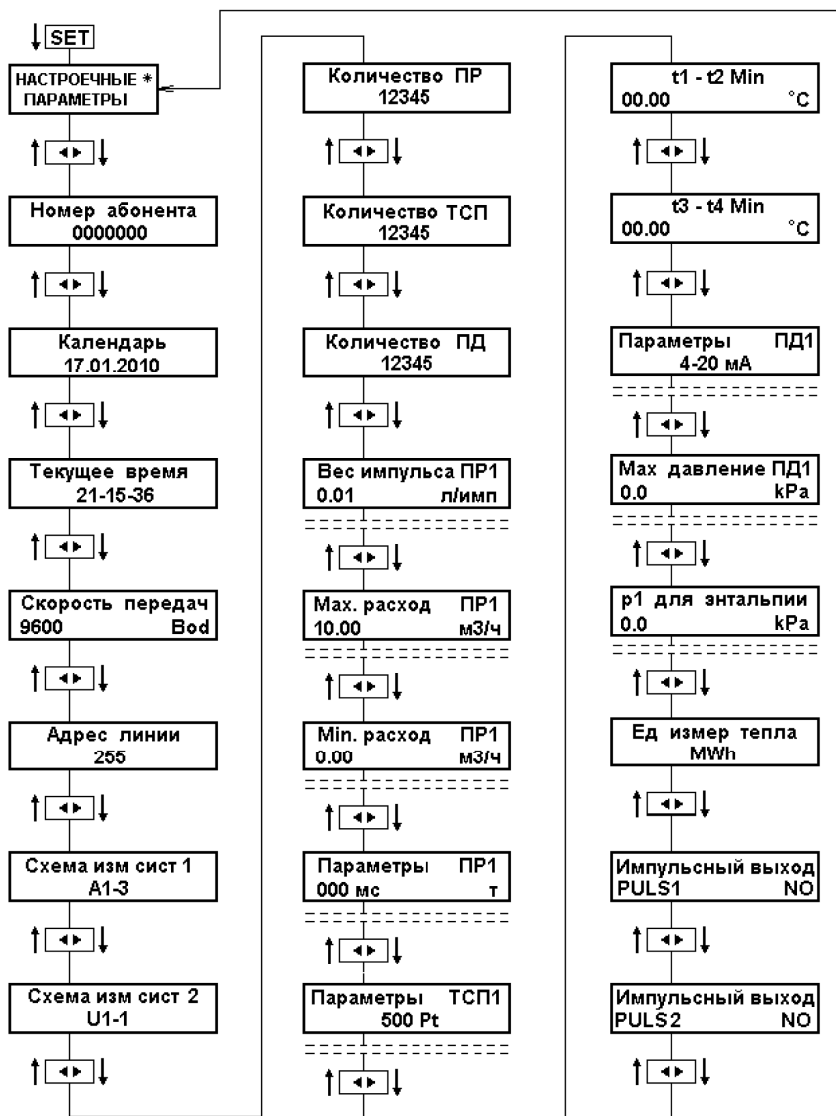 SET
НАСТРОЕЧНЫЕ *
ПАРАМЕТРЫ
Номер абонента
0000000
Календарь
17.01.2010
Текущее время
21-15-36
Скорость передач
9600 Bod
Адрес линии
255
Схема изм сист 1
A1-3
Схема изм сист 2
U1-1
Количество ПР
12345
Количество ТСП
12345
Количество ПД
12345
Вес импульса ПР1
0.01 л/имп
Max. расход ПР1
10.00 м3/ч
Min. расход ПР1
0.00 м3/ч
Параметры ПР1
000 мс т
Параметры ТСП1
500 Pt
t1 - t2 Min
00.00 °C
t3 - t4 Min
00.00 °C
Параметры ПД1
4-20 мА
Max давление ПД1
0.0 kPa
p1 для энтальпии
0.0 kPa
Ед измер тепла
MWh
Импульсный выход
PULS1 NO
Импульсный выход
PULS2 NO